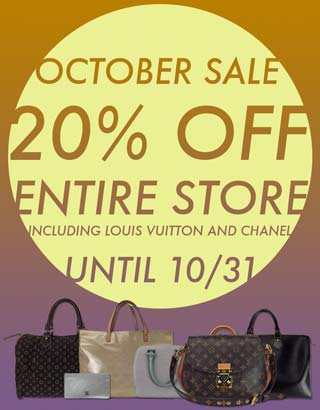 OCTOBER SALE
20% OFF
ENTIRE STORE
INCLUDING LOUIS VUITTON AND CHANEL
UNTIL 10/31